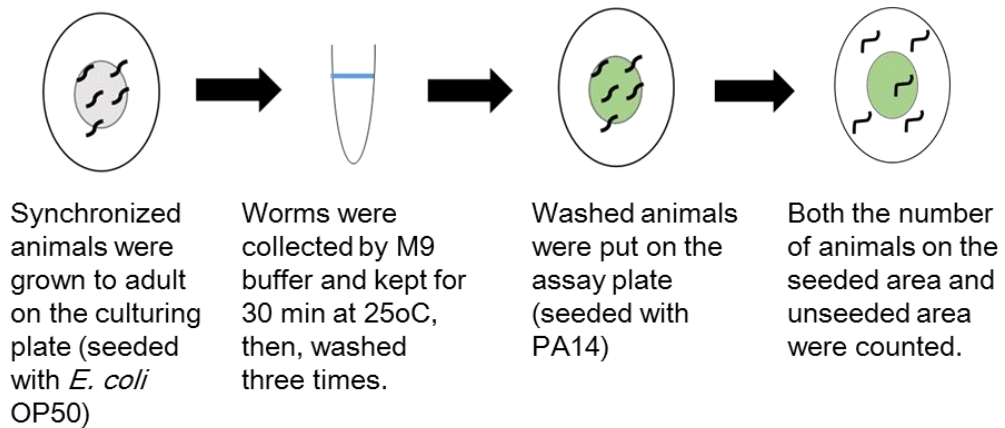 Synchronized
animals were
grown to adult
on the culturing
plate (seeded
with E. coli
OP50)
Worms were
collected by M9
buffer and kept for
30 min at 25oC,
then, washed
three times.
Washed animals
were put on the
assay plate
(seeded with
PA14)
Both the number
of animals on the
seeded area and
unseeded area
were counted.